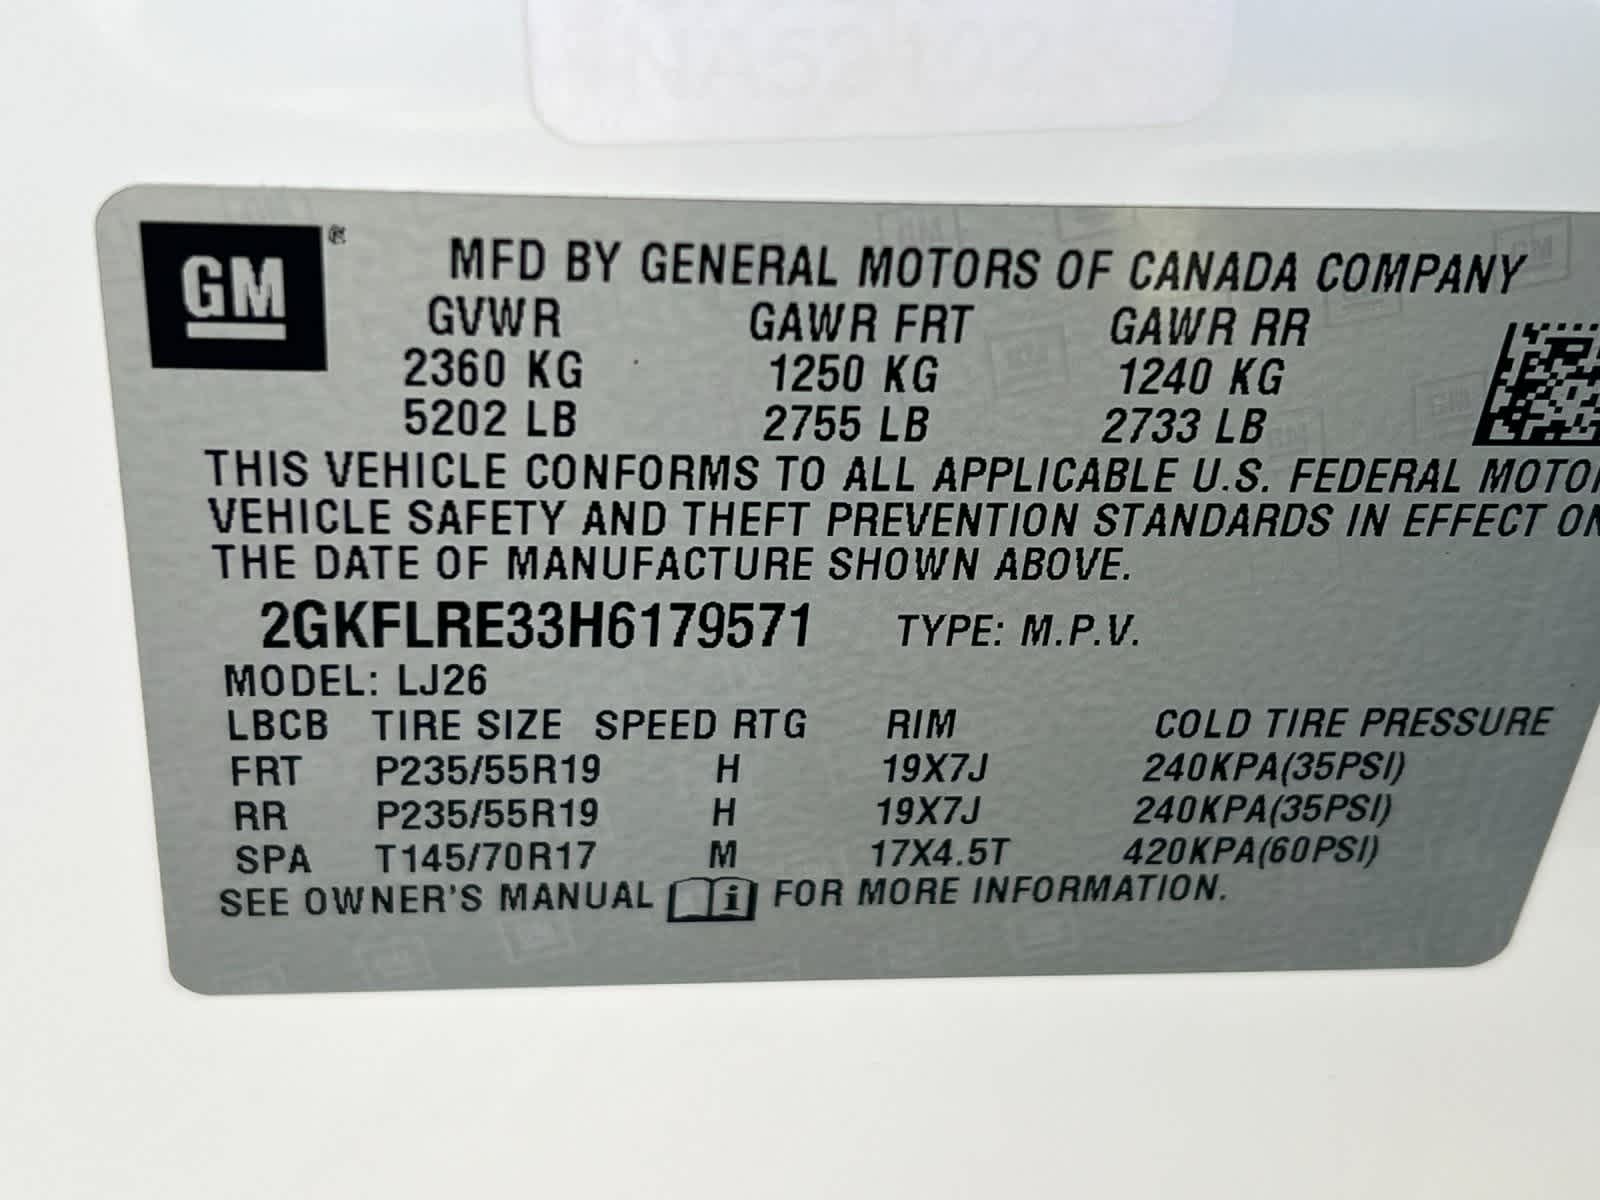 GM ®
MFD BY GENERAL MOTORS OF CANADA COMPANY
GVWR GAWR FRT GAWR RR
2360 KG 1250 KG 1240 KG
5202 LB 2755 LB 2733 LB
THIS VEHICLE CONFORMS TO ALL APPLICABLE U.S. FEDERAL MOTOR
VEHICLE SAFETY AND THEFT PREVENTION STANDARDS IN EFFECT ON
THE DATE OF MANUFACTURE SHOWN ABOVE.
2GKFLRE33H6179571 TYPE: M.P.V.
MODEL: LJ26
LBCB TIRE SIZE SPEED RTG RIM COLD TIRE PRESSURE
FRT P235/55R19 H 19X7J 240KPA(35PSI)
RR P235/55R19 H 19X7J 240KPA(35PSI)
SPA T145/70R17 M 17X4.5T 420KPA(60PSI)
SEE OWNER'S MANUAL i FOR MORE INFORMATION.